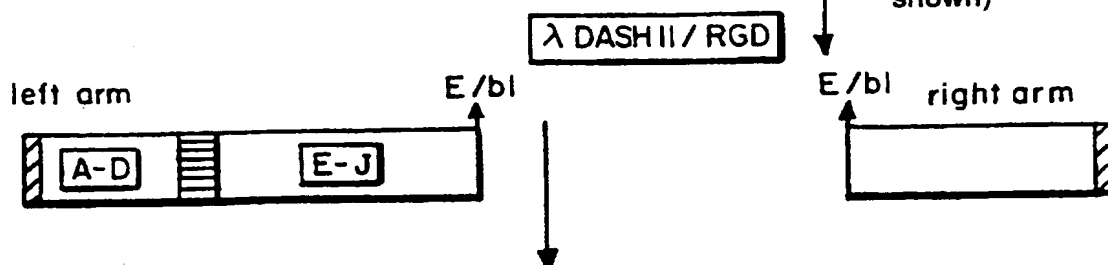 shown)
λ DASH II / RGD
left arm
E/bl
E/bl
right arm
A-D
E-J